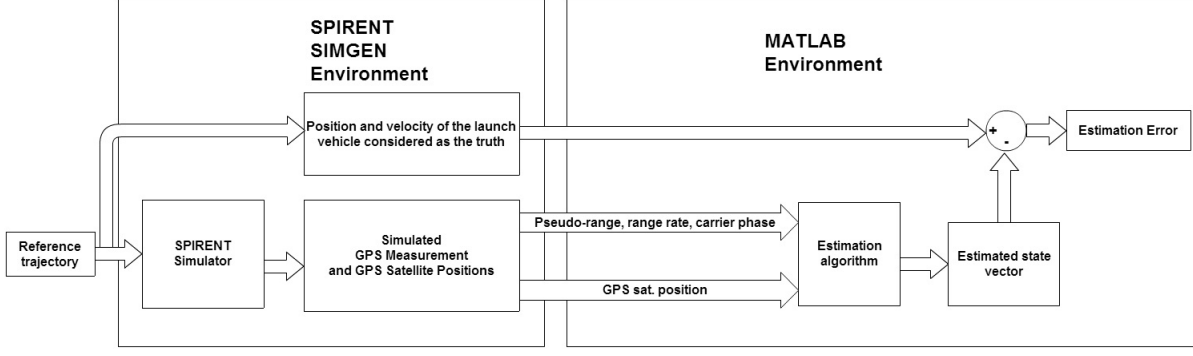 SPIRENT
SIMGEN
Environment
MATLAB
Environment
Position and velocity of the launch
vehicle considered as the truth
+
-
Estimation Error
Reference
trajectory
SPIRENT
Simulator
Simulated
GPS Measurement
and GPS Satellite Positions
Pseudo-range, range rate, carrier phase
GPS sat. position
Estimation
algorithm
Estimated state
vector